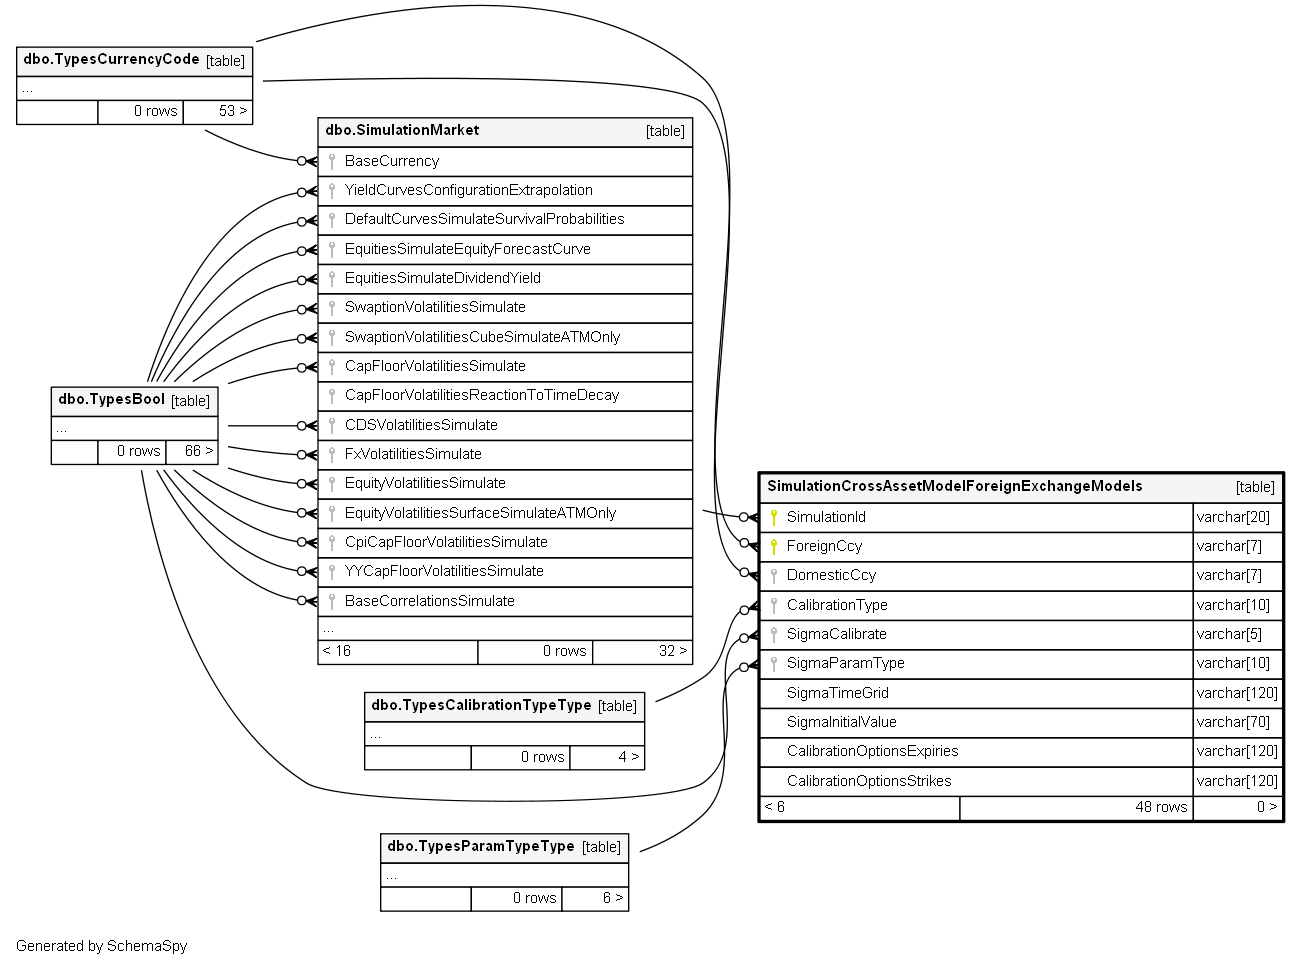 dbo.TypesCurrencyCode [table]
...
0 rows 53 >
dbo.SimulationMarket [table]
BaseCurrency
YieldCurvesConfigurationExtrapolation
DefaultCurvesSimulateSurvivalProbabilities
EquitiesSimulateEquityForecastCurve
EquitiesSimulateDividendYield
SwaptionVolatilitiesSimulate
SwaptionVolatilitiesCubeSimulateATMOnly
CapFloorVolatilitiesSimulate
CapFloorVolatilitiesReactionToTimeDecay
CDSVolatilitiesSimulate
FxVolatilitiesSimulate
EquityVolatilitiesSimulate
EquityVolatilitiesSurfaceSimulateATMOnly
CpiCapFloorVolatilitiesSimulate
YYCapFloorVolatilitiesSimulate
BaseCorrelationsSimulate
...
< 16 0 rows 32 >
dbo.TypesBool [table]
...
0 rows 66 >
SimulationCrossAssetModelForeignExchangeModels [table]
SimulationId varchar[20]
ForeignCcy varchar[7]
DomesticCcy varchar[7]
CalibrationType varchar[10]
SigmaCalibrate varchar[5]
SigmaParamType varchar[10]
SigmaTimeGrid varchar[120]
SigmaInitialValue varchar[70]
CalibrationOptionsExpiries varchar[120]
CalibrationOptionsStrikes varchar[120]
< 6 48 rows 0 >
dbo.TypesCalibrationTypeType [table]
...
0 rows 4 >
dbo.TypesParamTypeType [table]
...
0 rows 6 >
Generated by SchemaSpy